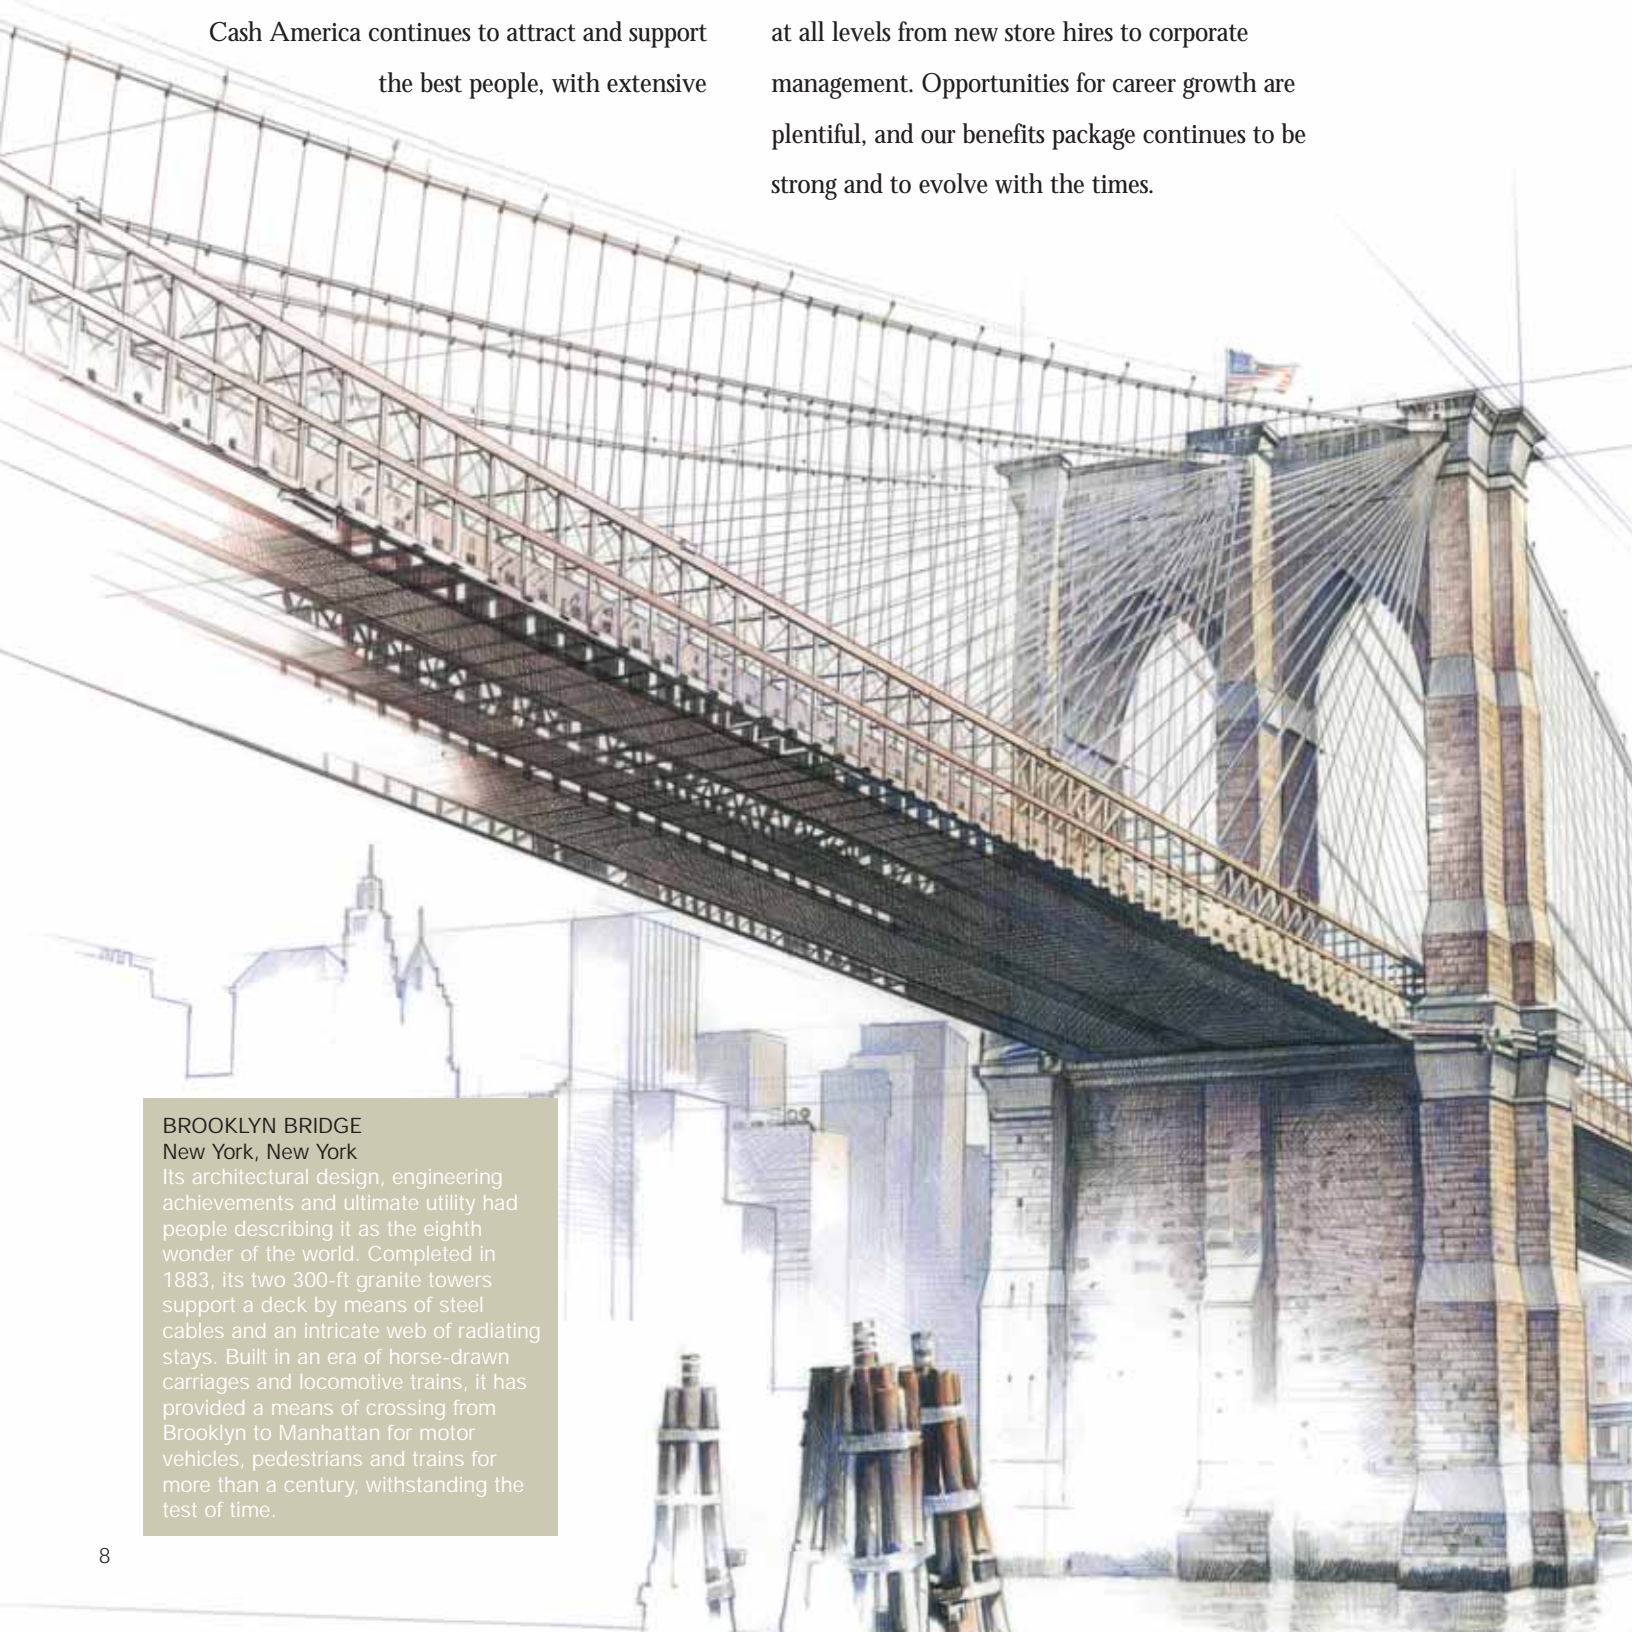 Cash America continues to attract and support
the best people, with extensive
at all levels from new store hires to corporate
management. Opportunities for career growth are
plentiful, and our benefits package continues to be
strong and to evolve with the times.
BROOKLYN BRIDGE
New York, New York
Its architectural design, engineering
achievements and ultimate utility had
people describing it as the eighth
wonder of the world. Completed in
1883, its two 300-ft granite towers
support a deck by means of steel
cables and an intricate web of radiating
stays. Built in an era of horse-drawn
carriages and locomotive trains, it has
provided a means of crossing from
Brooklyn to Manhattan for motor
vehicles, pedestrians and trains for
more than a century, withstanding the
test of time.
8